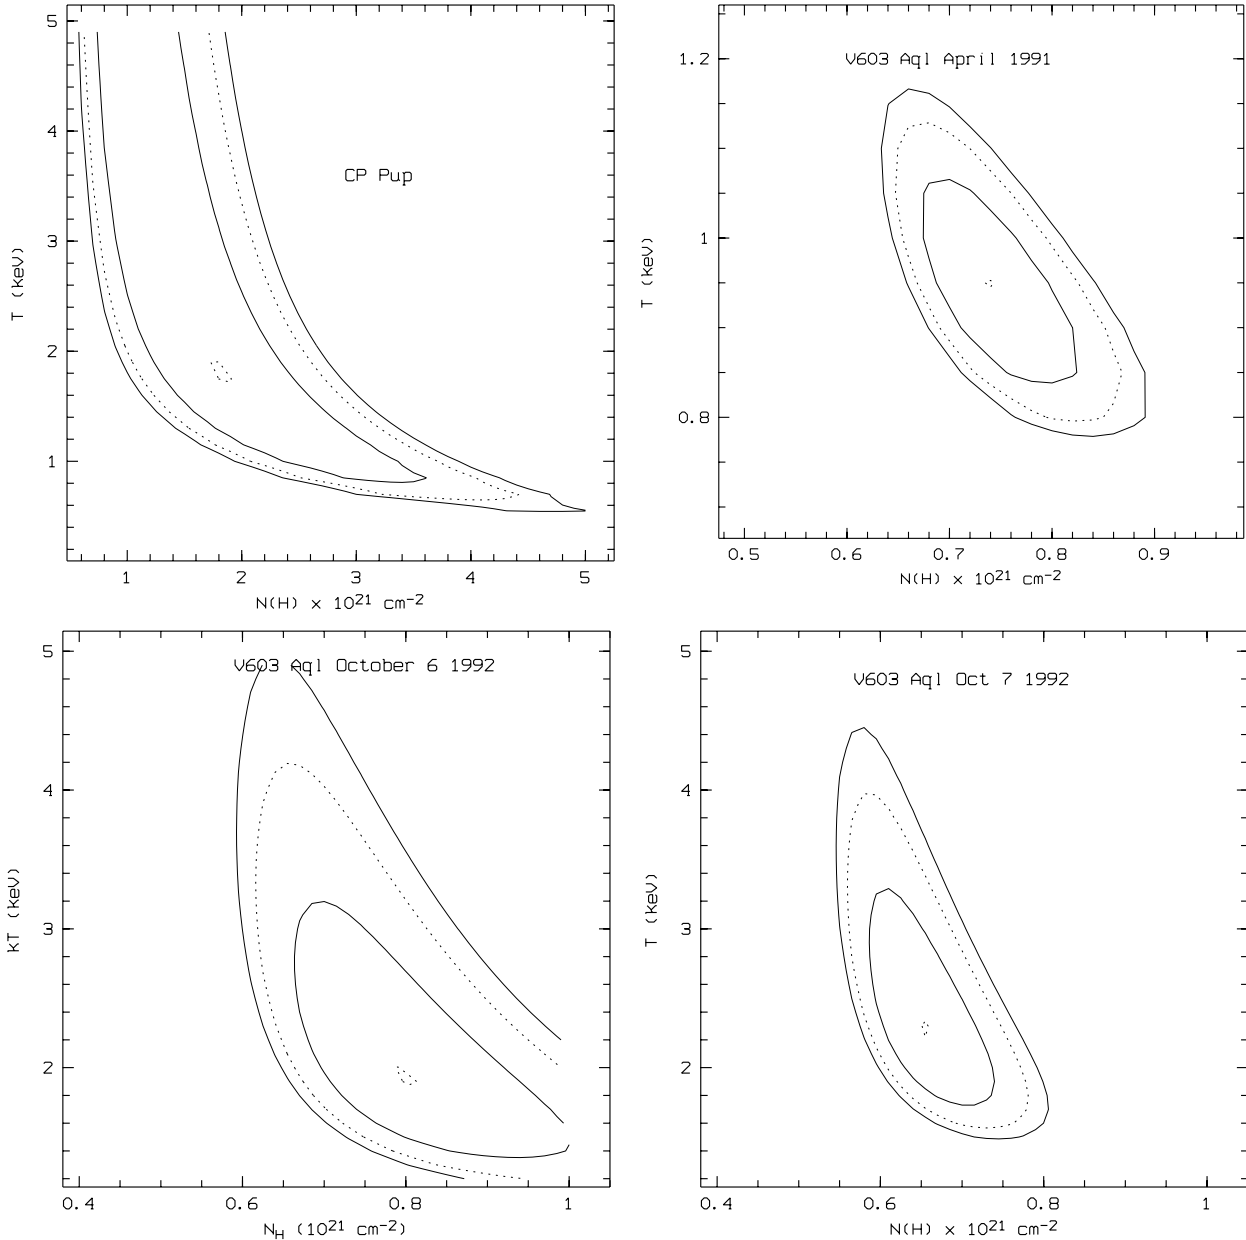 5
4
3
2
1
T (keV)
CP Pup
1 2 3 4 5
N(H) × 10²¹ cm⁻²
V603 Aql April 1991
1.2
1
0.8
T (keV)
0.5 0.6 0.7 0.8 0.9
N(H) × 10²¹ cm⁻²
V603 Aql October 6 1992
5
4
3
2
kT (keV)
0.4 0.6 0.8 1
N_H (10²¹ cm⁻²)
V603 Aql Oct 7 1992
5
4
3
2
T (keV)
0.4 0.6 0.8 1
N(H) × 10²¹ cm⁻²